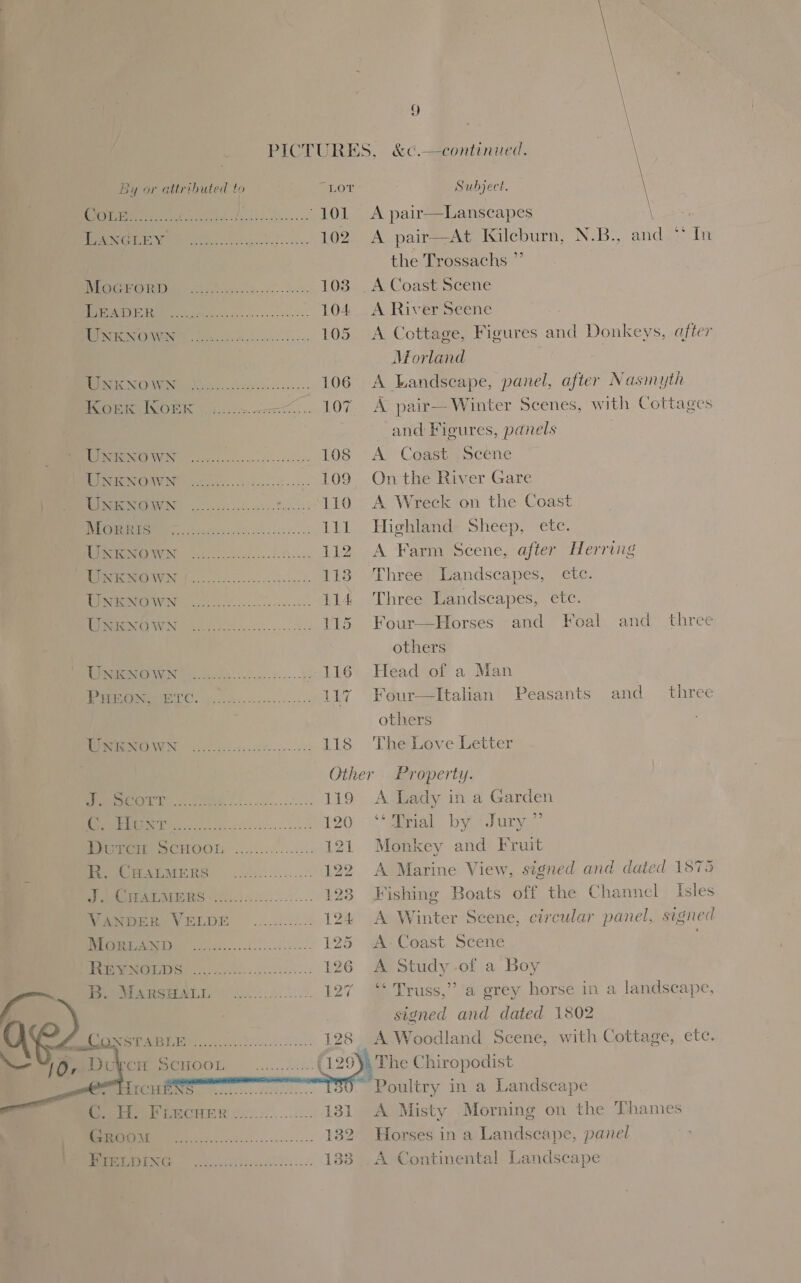 9
PICTURES, &c.—continued.
By or attributed to LOT Subject.
COLE ........ 101 A pair—Lanscapes
LANGLEY ........ 102 A pair—At Kilcburn, N.B., and “ In
the Trossachs ”
MOGFORD ........ 103 A Coast Scene
LEADER ........ 104 A River Scene
UNKNOWN ........ 105 A Cottage, Figures and Donkeys, after
Morland
UNKNOWN ........ 106 A Landscape, panel, after Nasmyth
KOEK KOEK ........ 107 A pair—Winter Scenes, with Cottages
and Figures, panels
UNKNOWN ........ 108 A Coast Scene
UNKNOWN ........ 109 On the River Gare
UNKNOWN ........ 110 A Wreck on the Coast
MORRIS ........ 111 Highland Sheep, etc.
UNKNOWN ........ 112 A Farm Scene, after Herring
UNKNOWN ........ 113 Three Landscapes, etc.
UNKNOWN ........ 114 Three Landscapes, etc.
UNKNOWN ........ 115 Four—Horses and Foal and three
others
UNKNOWN ........ 116 Head of a Man
PHEON, ETC. ........ 117 Four—Italian Peasants and three
others
UNKNOWN ........ 118 The Love Letter
Other Property.
J. SCOTT ........ 119 A Lady in a Garden
C. HUNT ........ 120 “ Trial by Jury ”
DUTCH SCHOOL ........ 121 Monkey and Fruit
R. CHALMERS ........ 122 A Marine View, signed and dated 1875
J. CHALMERS ........ 123 Fishing Boats off the Channel Isles
VANDER VELDE ........ 124 A Winter Scene, circular panel, signed
MORLAND ........ 125 A Coast Scene
REYNOLDS ........ 126 A Study of a Boy
B. MARSHALL ........ 127 “ Truss,” a grey horse in a landscape,
signed and dated 1802
CONSTABLE ........ 128 A Woodland Scene, with Cottage, etc.
DUTCH SCHOOL ........ 129 The Chiropodist
HICHENS ........ 130 Poultry in a Landscape
C. H. FLECHER ........ 131 A Misty Morning on the Thames
GROOM ........ 132 Horses in a Landscape, panel
FIELDING ........ 133 A Continental Landscape